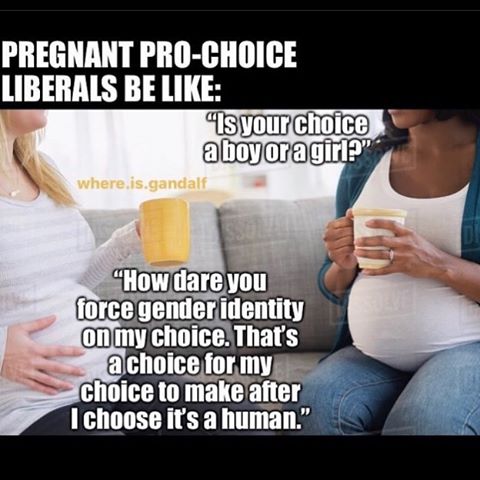 PREGNANT PRO-CHOICE
LIBERALS BE LIKE:
“Is your choice
a boy or a girl?”
where.is.gandalf
“How dare you
force gender identity
on my choice. That's
a choice for my
choice to make after
I choose it's a human.”